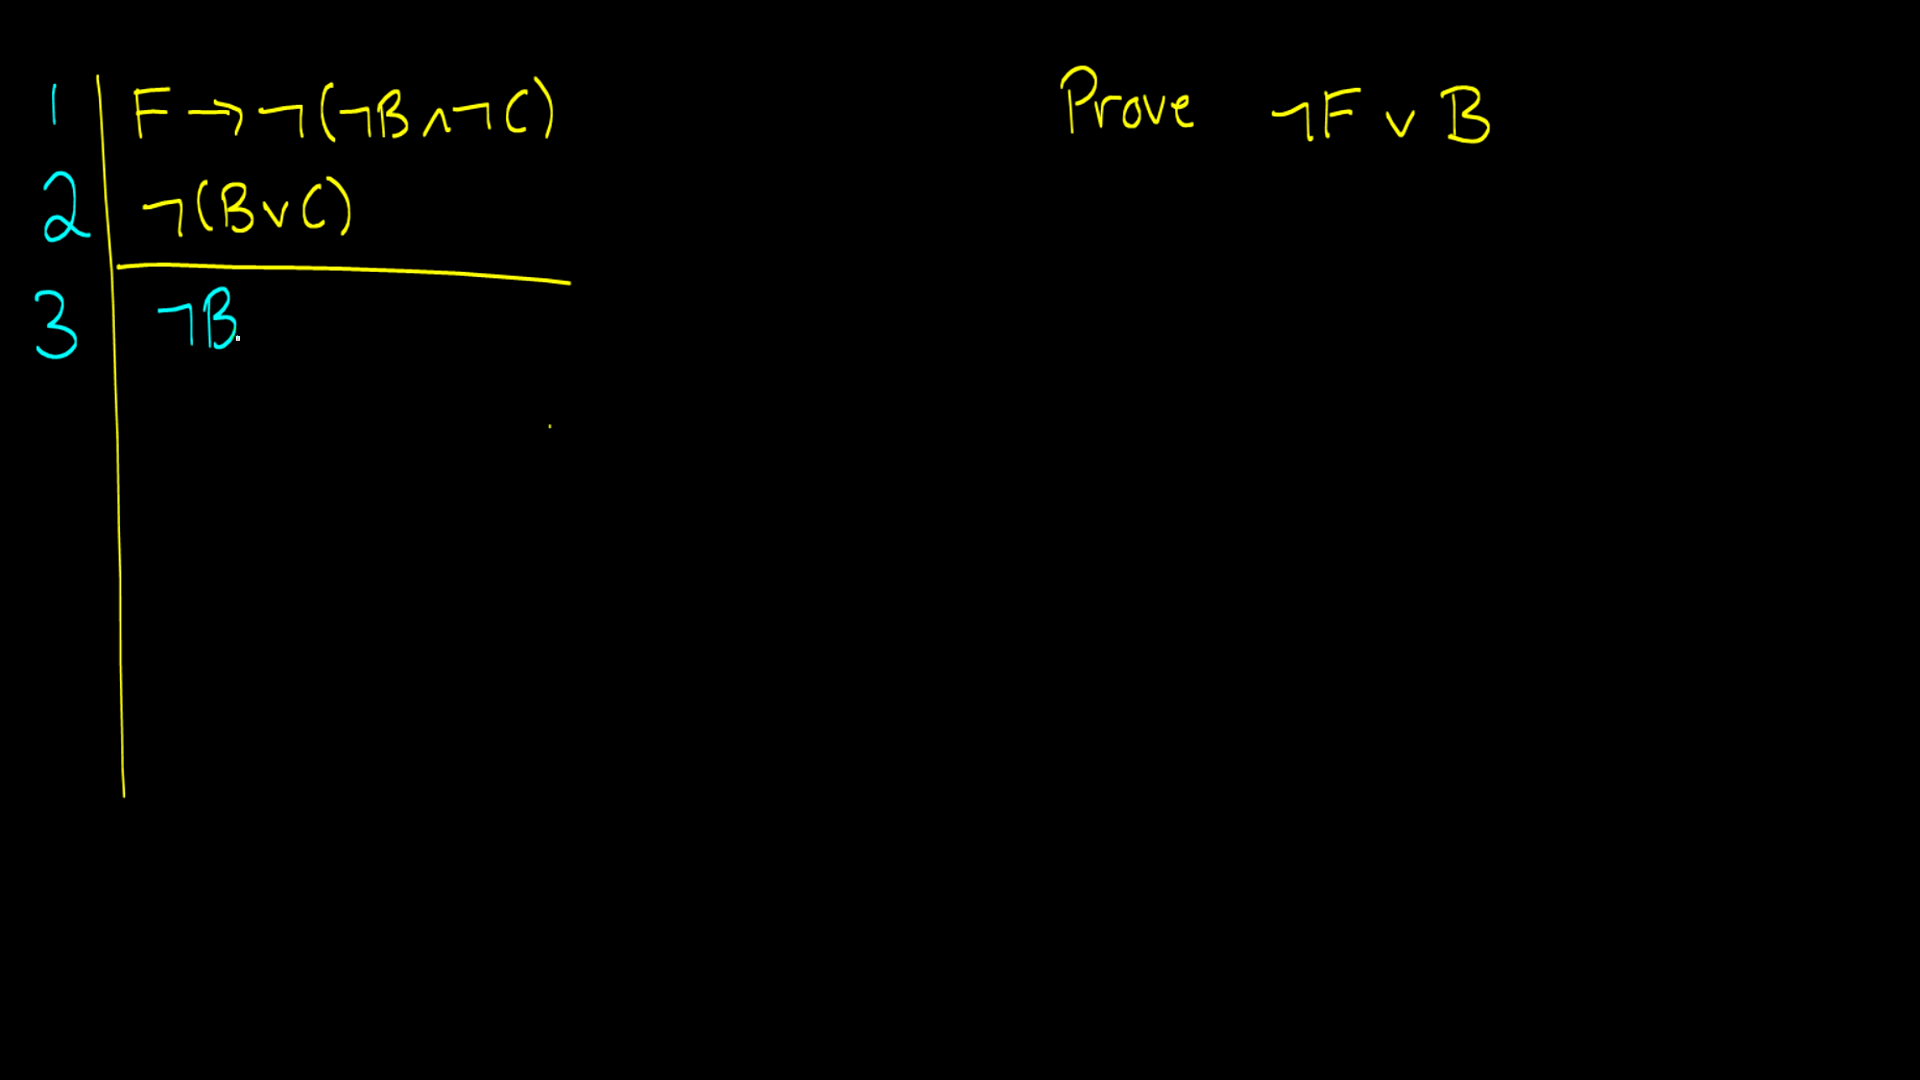 1 F → ¬(¬B ∧ ¬C)
Prove ¬F ∨ B
2 ¬(B ∨ C)
3 ¬B